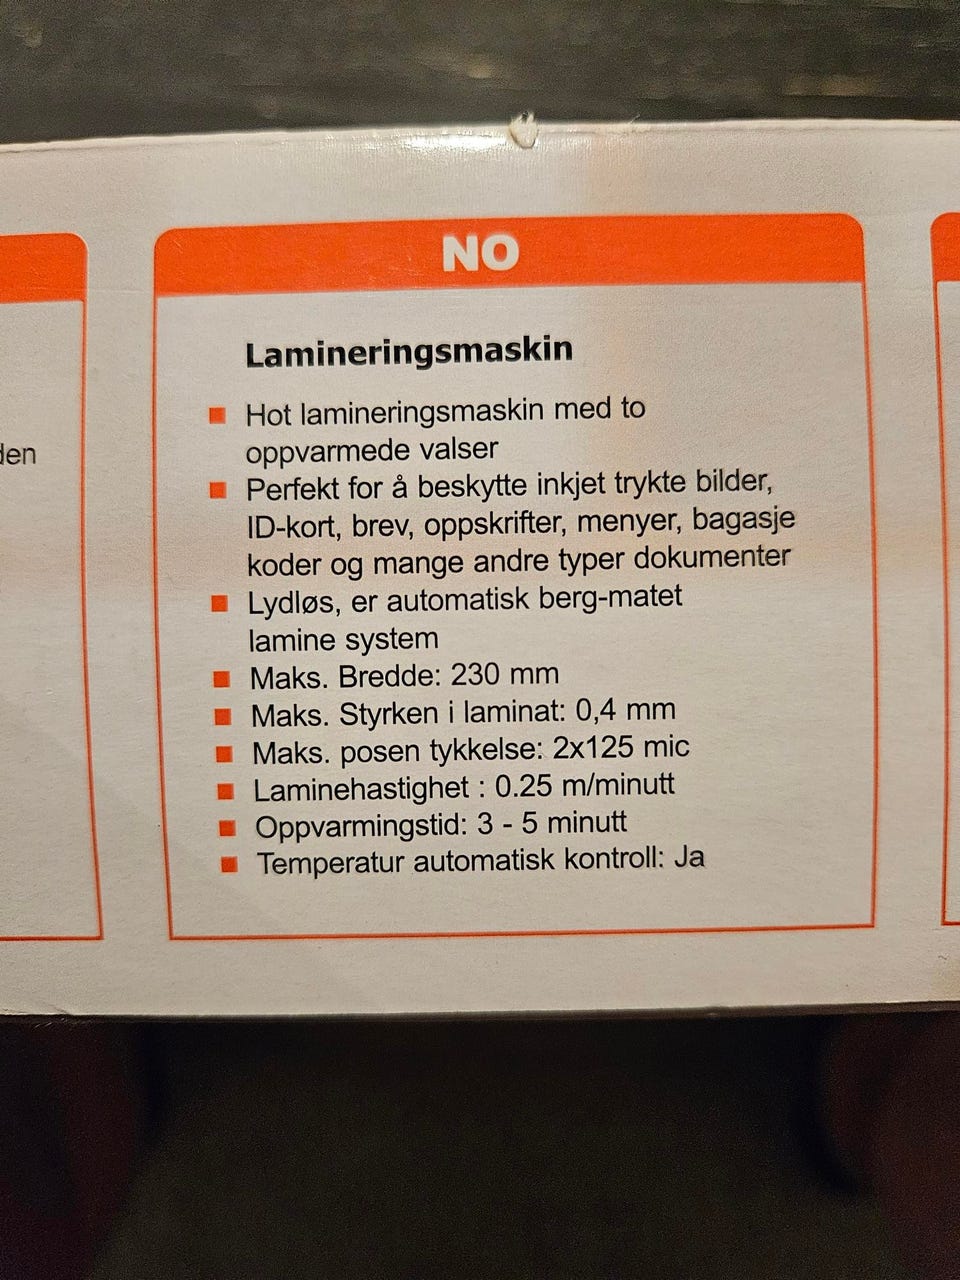 NO
Lamineringsmaskin
Hot lamineringsmaskin med to
oppvarmede valser
Perfekt for å beskytte inkjet trykte bilder,
ID-kort, brev, oppskrifter, menyer, bagasje
koder og mange andre typer dokumenter
Lydløs, er automatisk berg-matet
lamine system
Maks. Bredde: 230 mm
Maks. Styrken i laminat: 0,4 mm
Maks. posen tykkelse: 2x125 mic
Laminehastighet : 0.25 m/minutt
Oppvarmingstid: 3 - 5 minutt
Temperatur automatisk kontroll: Ja